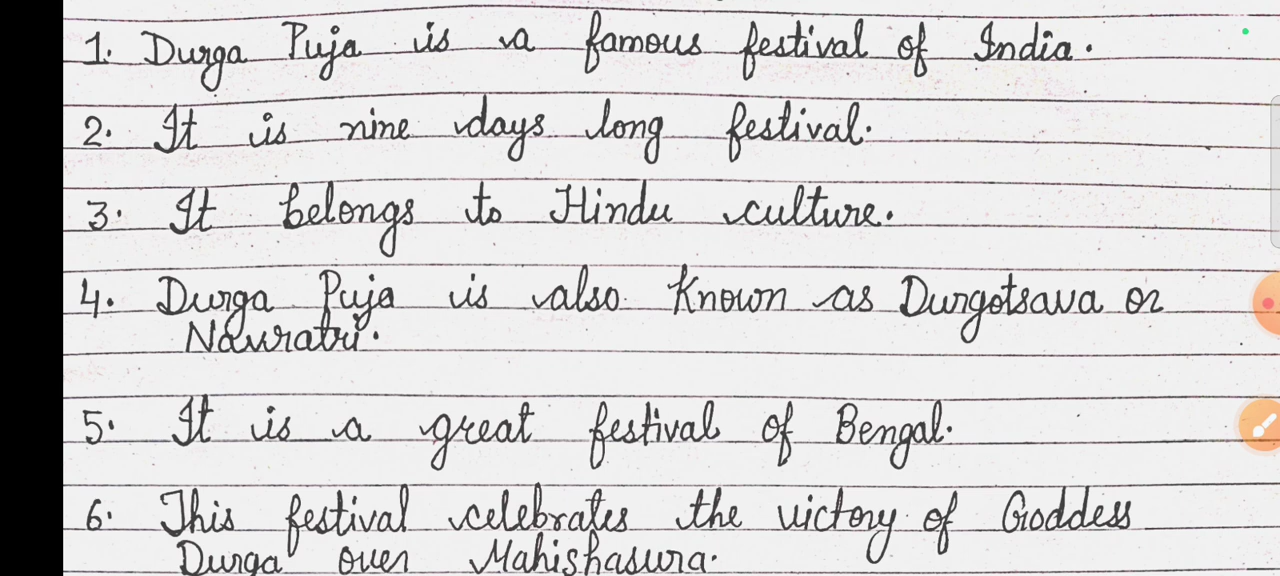 1. Durga Puja is a famous festival of India.
2. It is nine days long festival.
3. It belongs to Hindu culture.
4. Durga Puja is also known as Durgotsava or
Navratri.
5. It is a great festival of Bengal.
6. This festival celebrates the victory of Goddess
Durga over Mahishasura.